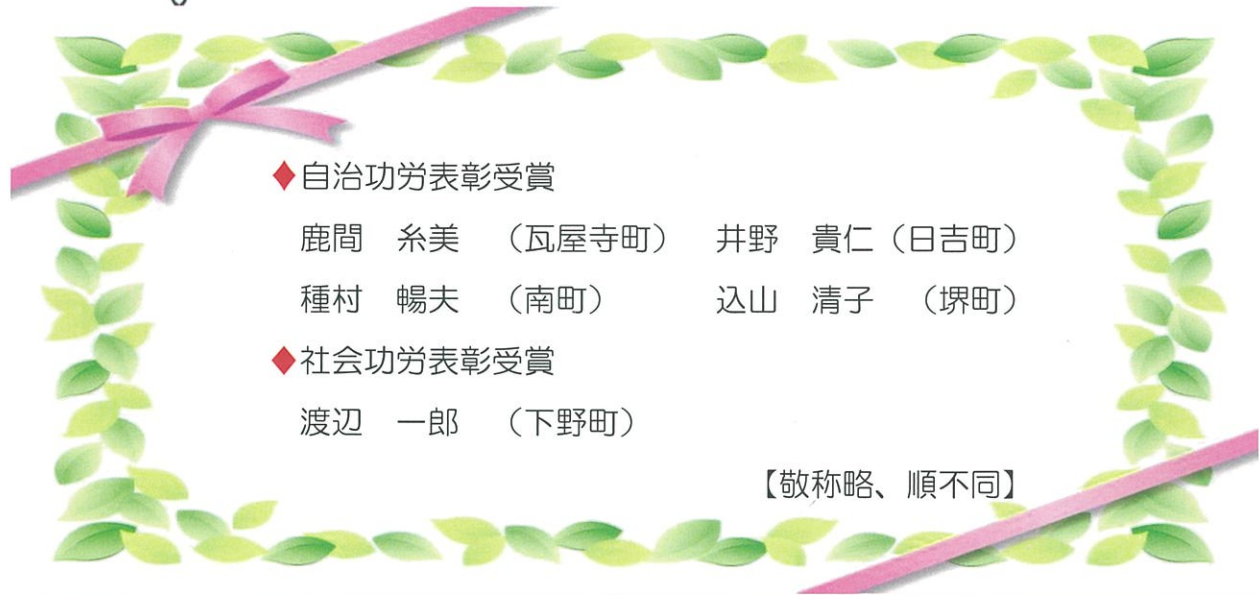 ♦自治功労表彰受賞
鹿間　糸美　（瓦屋寺町）　井野　貴仁（日吉町）
種村　暢夫　（南町）　　　込山　清子　（堺町）
♦社会功労表彰受賞
渡辺　一郎　（下野町）
【敬称略、順不同】